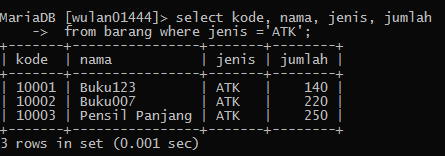 MariaDB [wulan01444]> select kode, nama, jenis, jumlah
    -> from barang where jenis ='ATK';
+-------+----------------+-------+--------+
| kode  | nama           | jenis | jumlah |
+-------+----------------+-------+--------+
| 10001 | Buku123        | ATK   |    140 |
| 10002 | Buku007        | ATK   |    220 |
| 10003 | Pensil Panjang | ATK   |    250 |
+-------+----------------+-------+--------+
3 rows in set (0.001 sec)